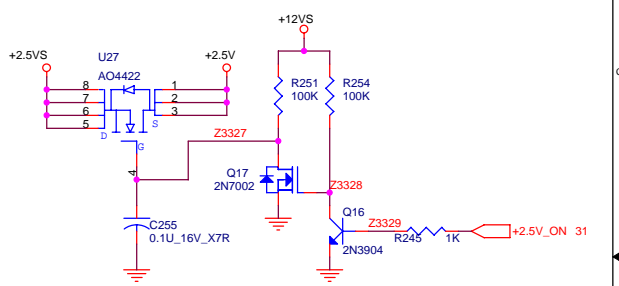 +12VS
+2.5VS
U27
+2.5V
AO4422
8
7
6
5
1
2
3
D
S
G
4
R251
100K
R254
100K
Z3327
Q17
2N7002
Z3328
C255
0.1U_16V_X7R
Q16
2N3904
Z3329
R245
1K
+2.5V_ON 31